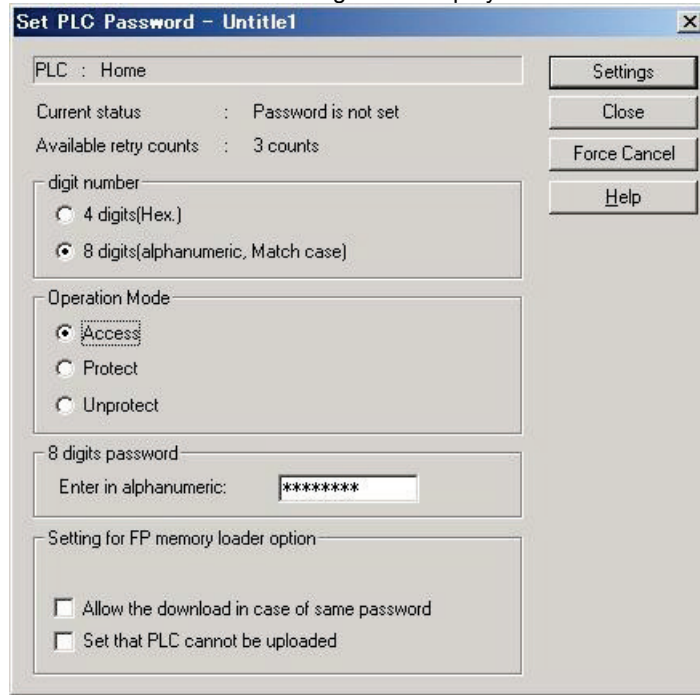 Set PLC Password - Untitle1
PLC : Home
Settings
Current status : Password is not set
Close
Available retry counts : 3 counts
Force Cancel
digit number
Help
4 digits(Hex.)
8 digits(alphanumeric, Match case)
Operation Mode
Access
Protect
Unprotect
8 digits password
Enter in alphanumeric: ********
Setting for FP memory loader option
Allow the download in case of same password
Set that PLC cannot be uploaded